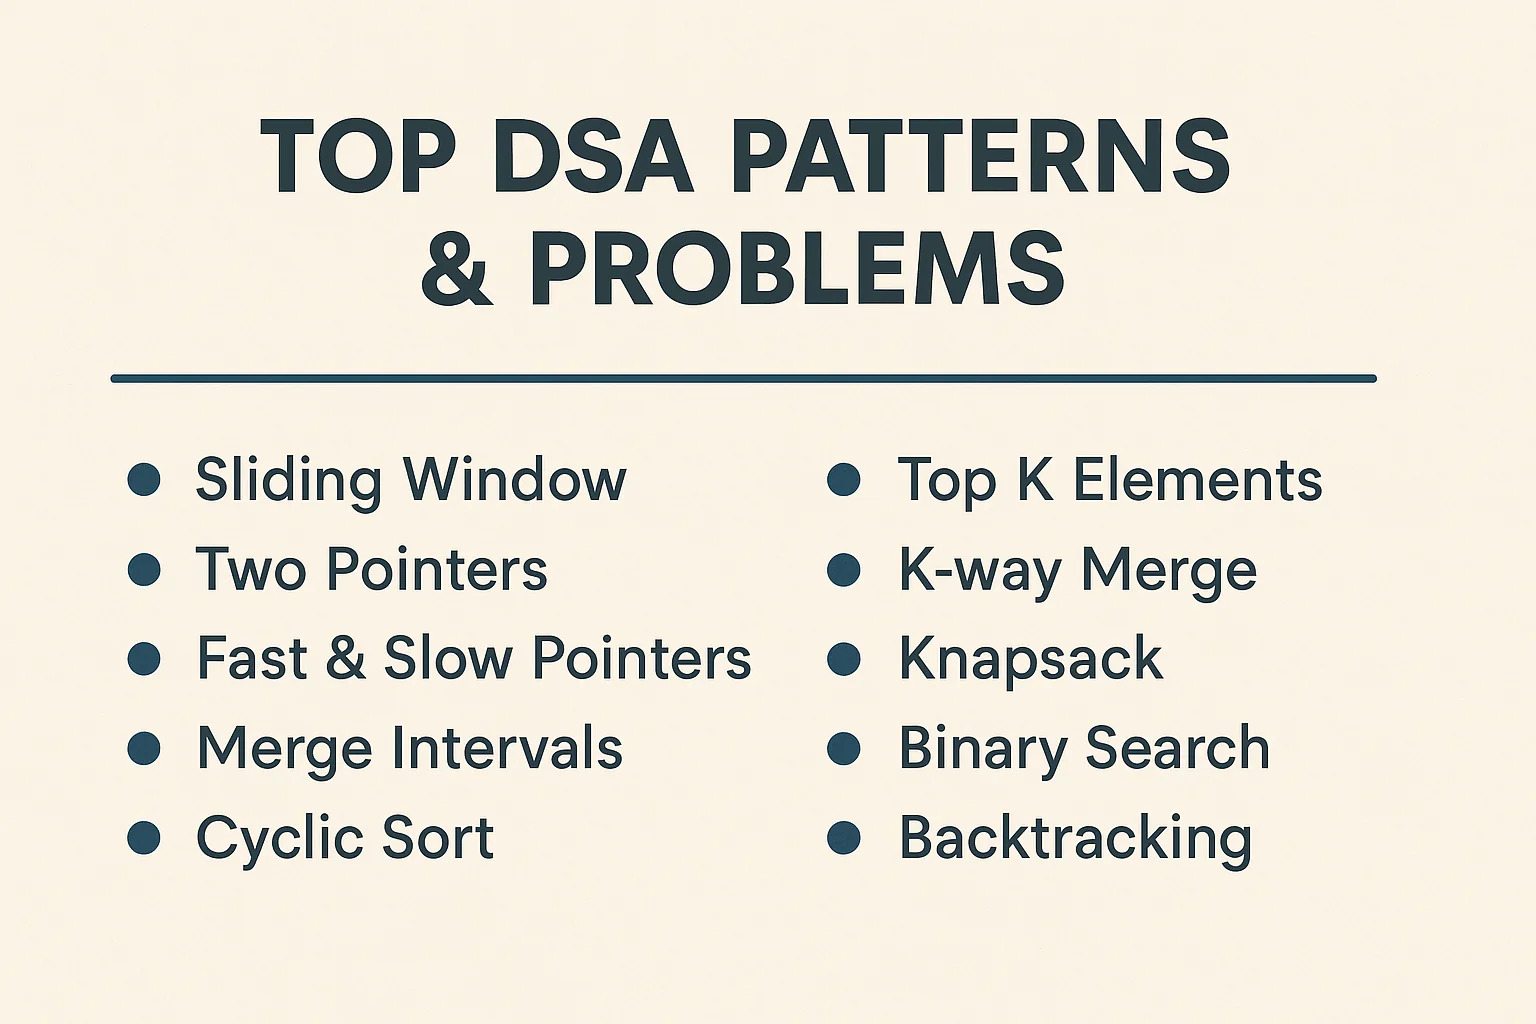 TOP DSA PATTERNS
& PROBLEMS
Sliding Window
Two Pointers
Fast & Slow Pointers
Merge Intervals
Cyclic Sort
Top K Elements
K-way Merge
Knapsack
Binary Search
Backtracking